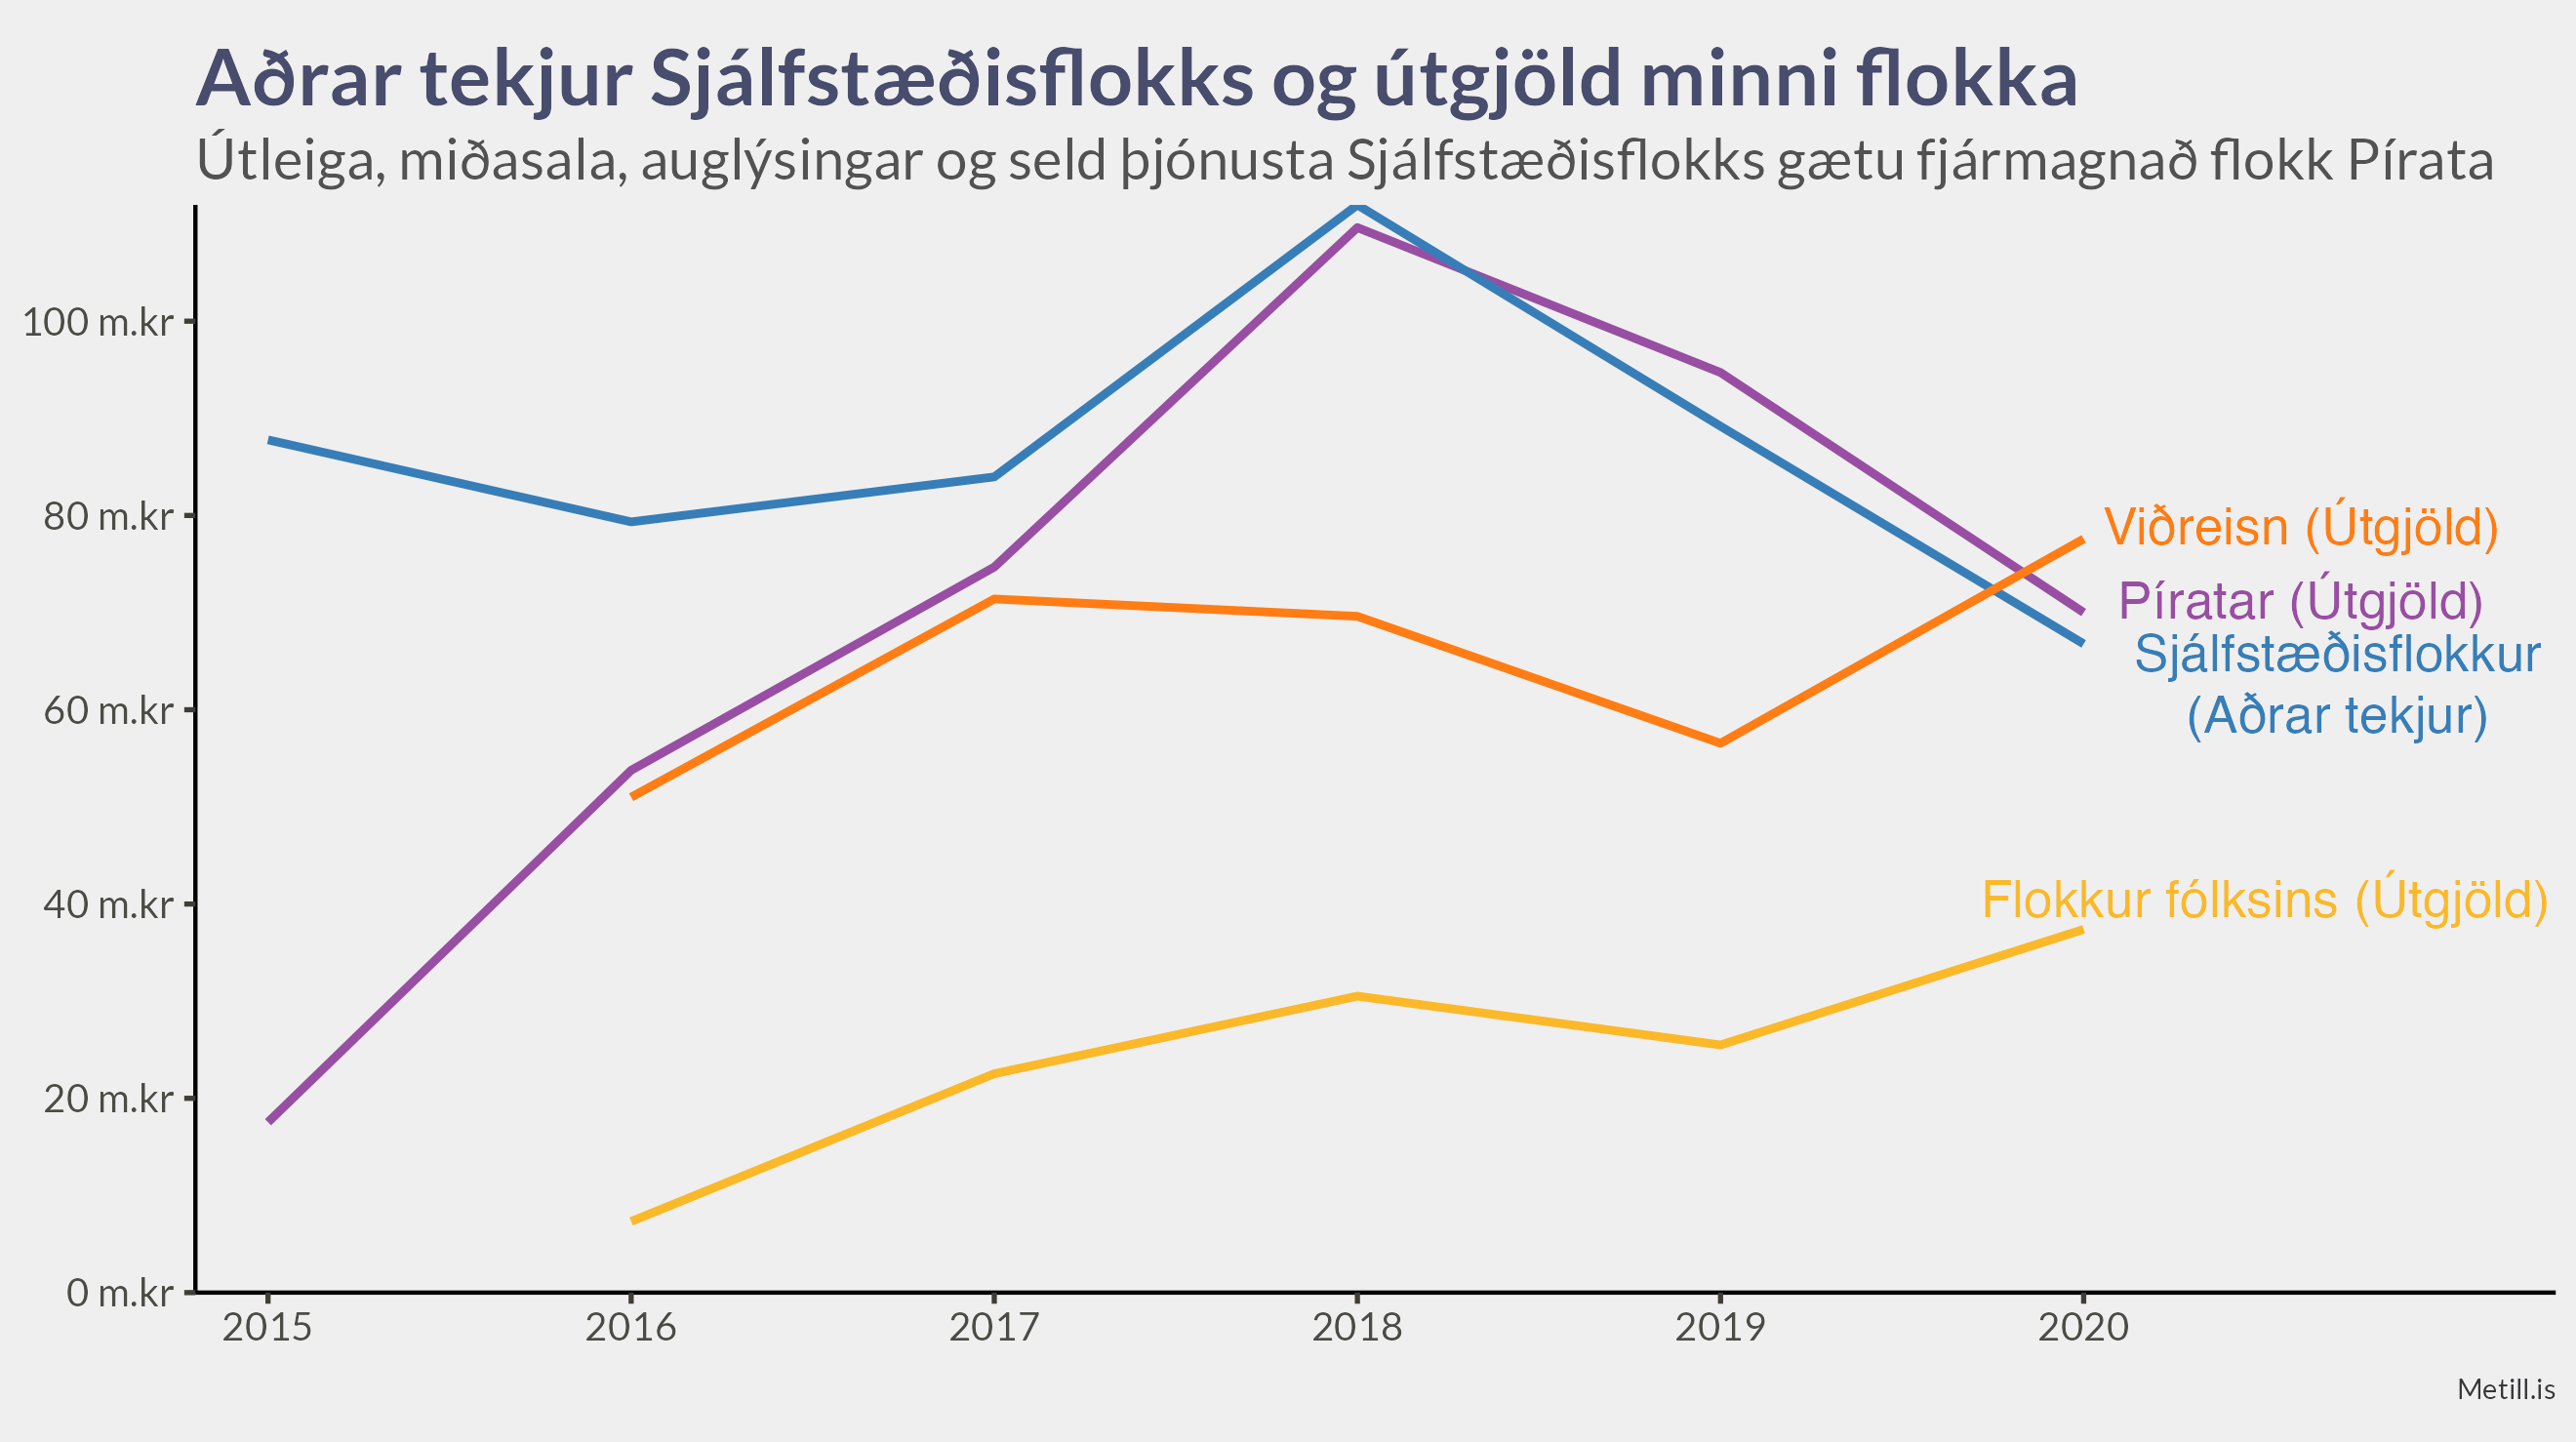 Aðrar tekjur Sjálfstæðisflokks og útgjöld minni flokka
Útleiga, miðasala, auglýsingar og seld þjónusta Sjálfstæðisflokks gætu fjármagnað flokk Pírata
100 m.kr
80 m.kr
60 m.kr
40 m.kr
20 m.kr
0 m.kr
Viðreisn (Útgjöld)
Píratar (Útgjöld)
Sjálfstæðisflokkur
(Aðrar tekjur)
Flokkur fólksins (Útgjöld)
2015
2016
2017
2018
2019
2020
Metill.is